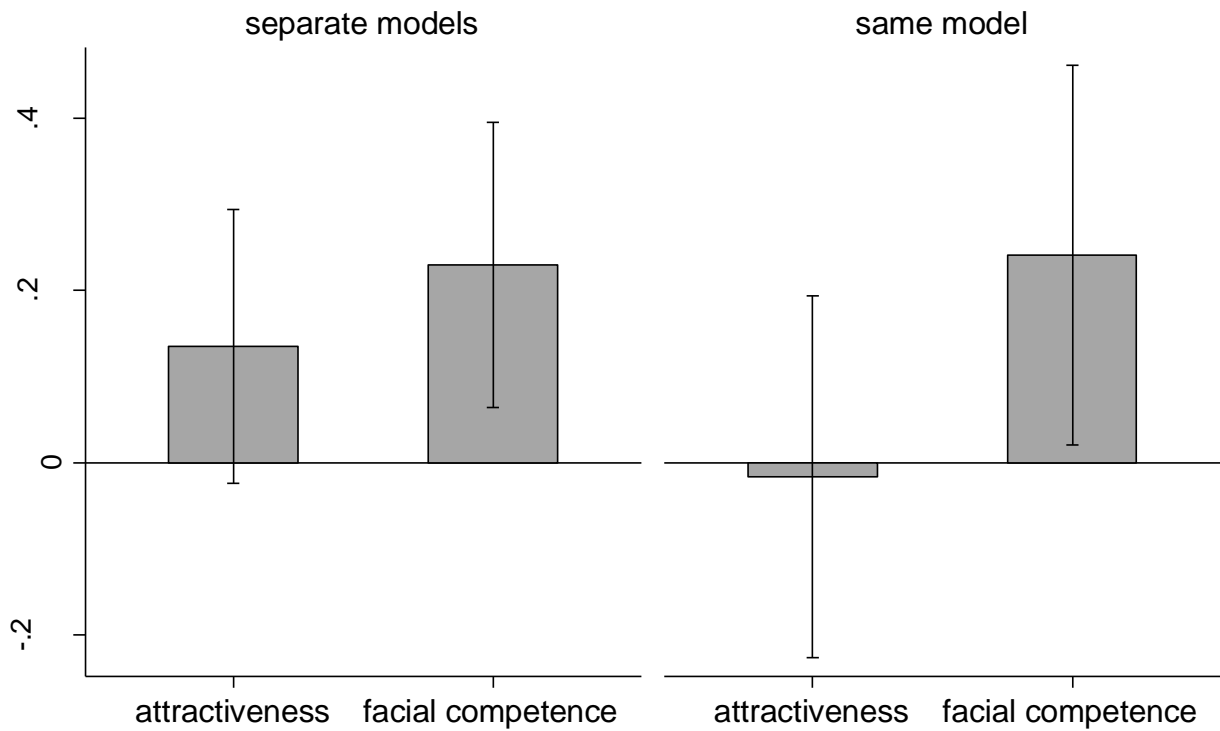 separate models
same model
.4
.2
0
-.2
attractiveness facial competence
attractiveness facial competence